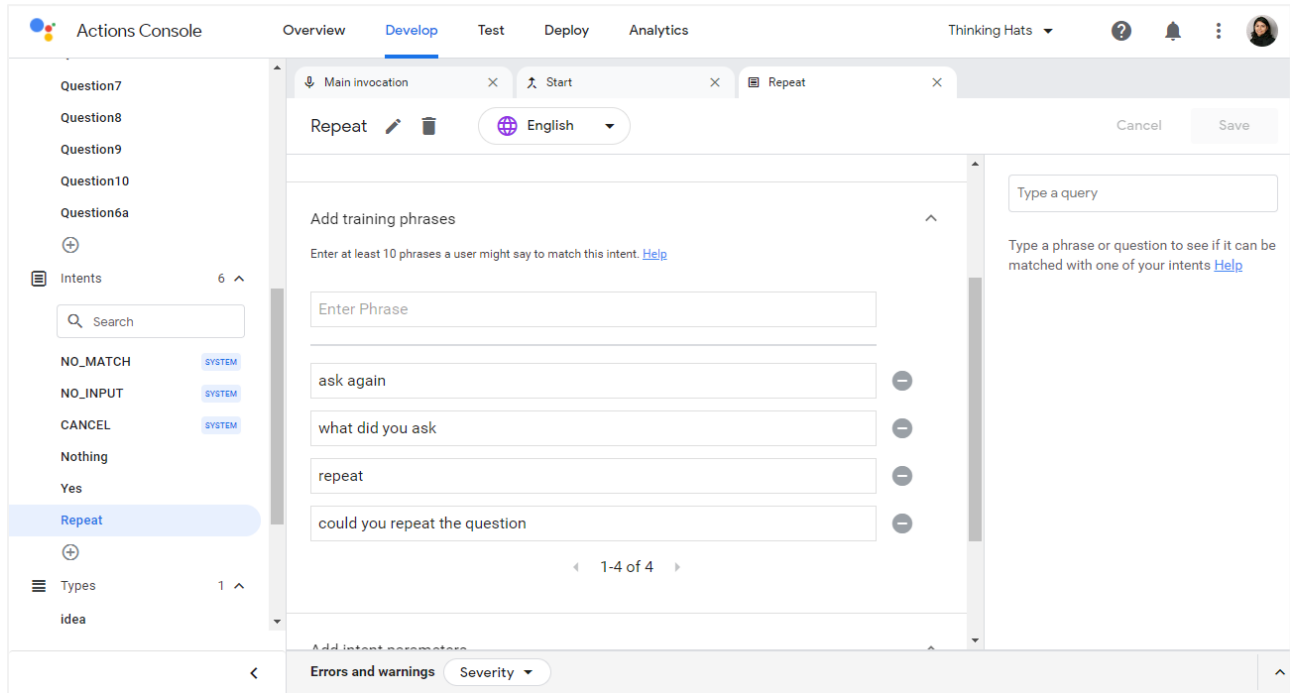 Actions Console
Overview Develop Test Deploy Analytics
Thinking Hats
Question7
Question8
Question9
Question10
Question6a
Intents 6
Search
NO_MATCH SYSTEM
NO_INPUT SYSTEM
CANCEL SYSTEM
Nothing
Yes
Repeat
Types 1
idea
Main invocation
Start
Repeat
Repeat
English
Cancel
Save
Add training phrases
Enter at least 10 phrases a user might say to match this intent. Help
Enter Phrase
ask again
what did you ask
repeat
could you repeat the question
1-4 of 4
Add intent parameters
Type a query
Type a phrase or question to see if it can be
matched with one of your intents Help
Errors and warnings Severity